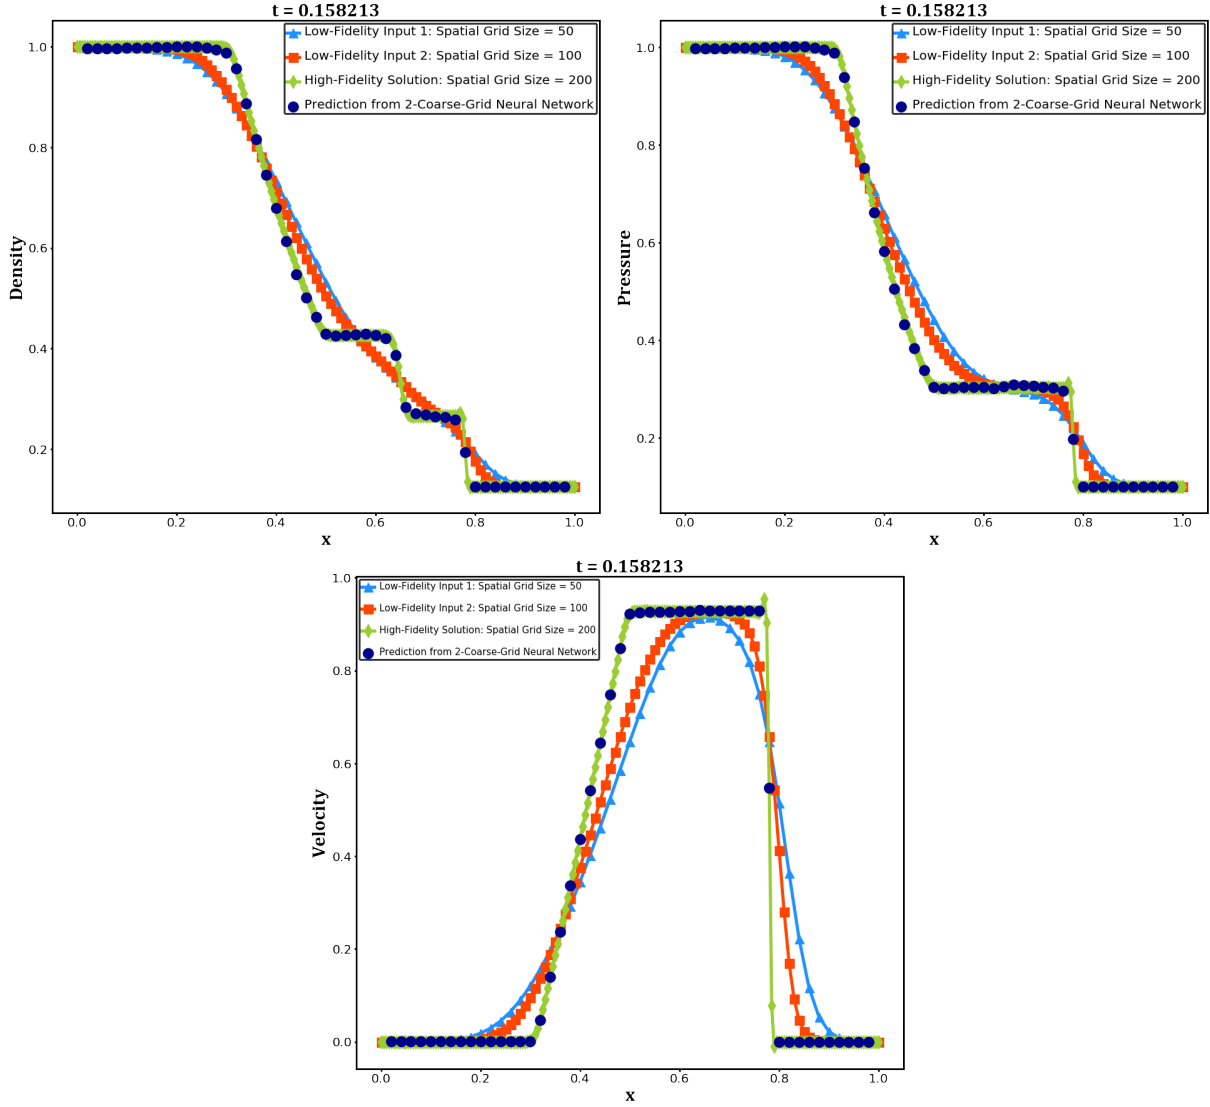 t = 0.158213
Low-Fidelity Input 1: Spatial Grid Size = 50
Low-Fidelity Input 2: Spatial Grid Size = 100
High-Fidelity Solution: Spatial Grid Size = 200
Prediction from 2-Coarse-Grid Neural Network
1.0
0.8
0.6
0.4
0.2
Density
0.0
0.2
0.4
0.6
0.8
1.0
x
t = 0.158213
Low-Fidelity Input 1: Spatial Grid Size = 50
Low-Fidelity Input 2: Spatial Grid Size = 100
High-Fidelity Solution: Spatial Grid Size = 200
Prediction from 2-Coarse-Grid Neural Network
1.0
0.8
0.6
0.4
0.2
Pressure
0.0
0.2
0.4
0.6
0.8
1.0
x
t = 0.158213
Low-Fidelity Input 1: Spatial Grid Size = 50
Low-Fidelity Input 2: Spatial Grid Size = 100
High-Fidelity Solution: Spatial Grid Size = 200
Prediction from 2-Coarse-Grid Neural Network
1.0
0.8
0.6
0.4
0.2
0.0
Velocity
0.0
0.2
0.4
0.6
0.8
1.0
x